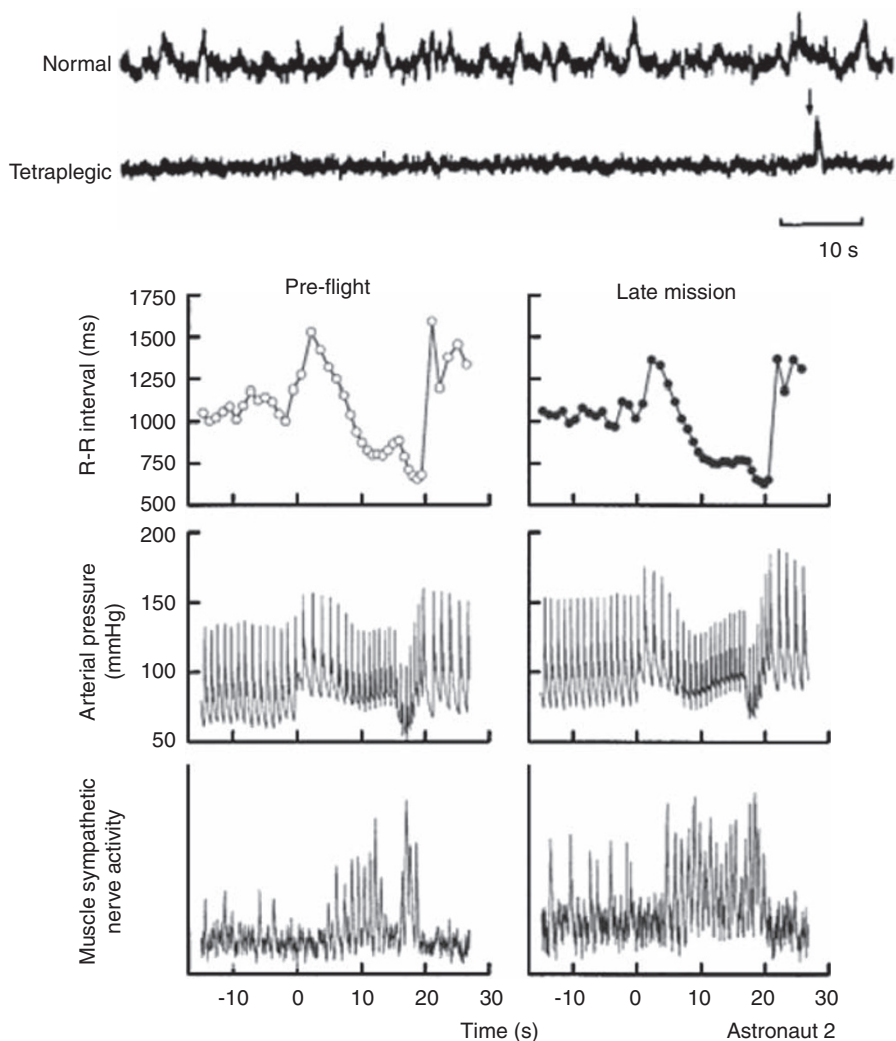 Normal
Tetraplegic
10 s
Pre-flight
Late mission
R-R interval (ms)
1750
1500
1250
1000
750
500
Arterial pressure
(mmHg)
200
150
100
50
Muscle sympathetic
nerve activity
-10 0 10 20 30
-10 0 10 20 30
Time (s)
Astronaut 2